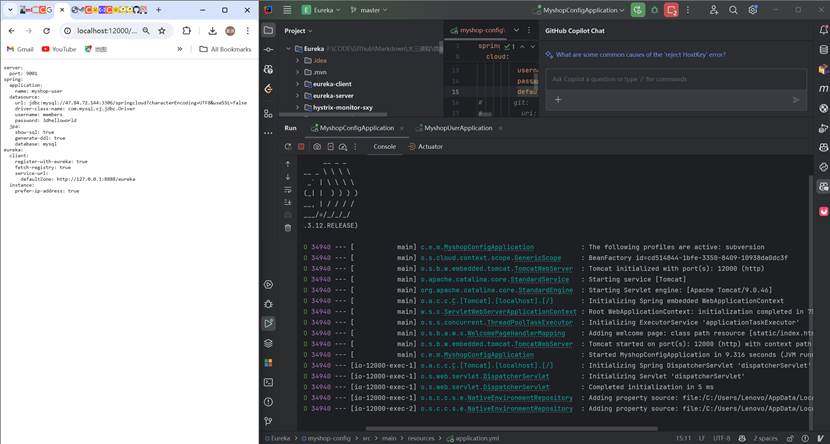 localhost:12000/...
Gmail
YouTube
地图
All Bookmarks
server:
port: 9001
spring:
application:
name: myshop-user
datasource:
url: jdbc:mysql://47.94.72.144:3306/springcloud?characterEncoding=UTF8&useSSL=false
driver-class-name: com.mysql.cj.jdbc.Driver
username: members
password: 3dhelloworld
jpa:
show-sql: true
generate-ddl: true
database: mysql
eureka:
client:
register-with-eureka: true
fetch-registry: true
service-url:
defaultZone: http://127.0.0.1:8888/eureka
instance:
prefer-ip-address: true
E Eureka
master
MyshopConfigApplication
Project
Eureka
.idea
.mvn
eureka-client
eureka-server
hystrix-monitor-sxy
myshop-config\
spring
cloud:
13
usern
14
passw
15
defau
# git:
uri:
GitHub Copilot Chat
What are some common causes of the 'reject HostKey' error?
Ask Copilot a question or type '/' for commands
Run
MyshopConfigApplication
MyshopUserApplication
Console
Actuator
.3.12.RELEASE)
0 34940 --- [ main] c.e.m.MyshopConfigApplication : The following profiles are active: subversion
0 34940 --- [ main] o.s.cloud.context.scope.GenericScope : BeanFactory id=cd514844-1bfe-3350-8409-10938da0dc3f
0 34940 --- [ main] o.s.b.w.embedded.tomcat.TomcatWebServer : Tomcat initialized with port(s): 12000 (http)
0 34940 --- [ main] o.apache.catalina.core.StandardService : Starting service [Tomcat]
0 34940 --- [ main] org.apache.catalina.core.StandardEngine : Starting Servlet engine: [Apache Tomcat/9.0.46]
0 34940 --- [ main] o.a.c.c.C.[Tomcat].[localhost].[/] : Initializing Spring embedded WebApplicationContext
0 34940 --- [ main] w.s.c.ServletWebServerApplicationContext : Root WebApplicationContext: initialization completed in 7
0 34940 --- [ main] o.s.s.concurrent.ThreadPoolTaskExecutor : Initializing ExecutorService 'applicationTaskExecutor'
0 34940 --- [ main] o.s.b.a.w.s.WelcomePageHandlerMapping : Adding welcome page: class path resource [static/index.ht
0 34940 --- [ main] o.s.b.w.embedded.tomcat.TomcatWebServer : Tomcat started on port(s): 12000 (http) with context path
0 34940 --- [ main] c.e.m.MyshopConfigApplication : Started MyshopConfigApplication in 9.316 seconds (JVM runn
0 34940 --- [io-12000-exec-1] o.a.c.c.C.[Tomcat].[localhost].[/] : Initializing Spring DispatcherServlet 'dispatcherServlet'
0 34940 --- [io-12000-exec-1] o.s.web.servlet.DispatcherServlet : Initializing Servlet 'dispatcherServlet'
0 34940 --- [io-12000-exec-1] o.s.web.servlet.DispatcherServlet : Completed initialization in 5 ms
0 34940 --- [io-12000-exec-1] o.s.c.c.s.e.NativeEnvironmentRepository : Adding property source: file:/C:/Users/Lenovo/AppData/Loc
0 34940 --- [io-12000-exec-2] o.s.c.c.s.e.NativeEnvironmentRepository : Adding property source: file:/C:/Users/Lenovo/AppData/Loc
Eureka > myshop-config > src > main > resources > application.yml
15:11 LF UTF-8 2 spaces